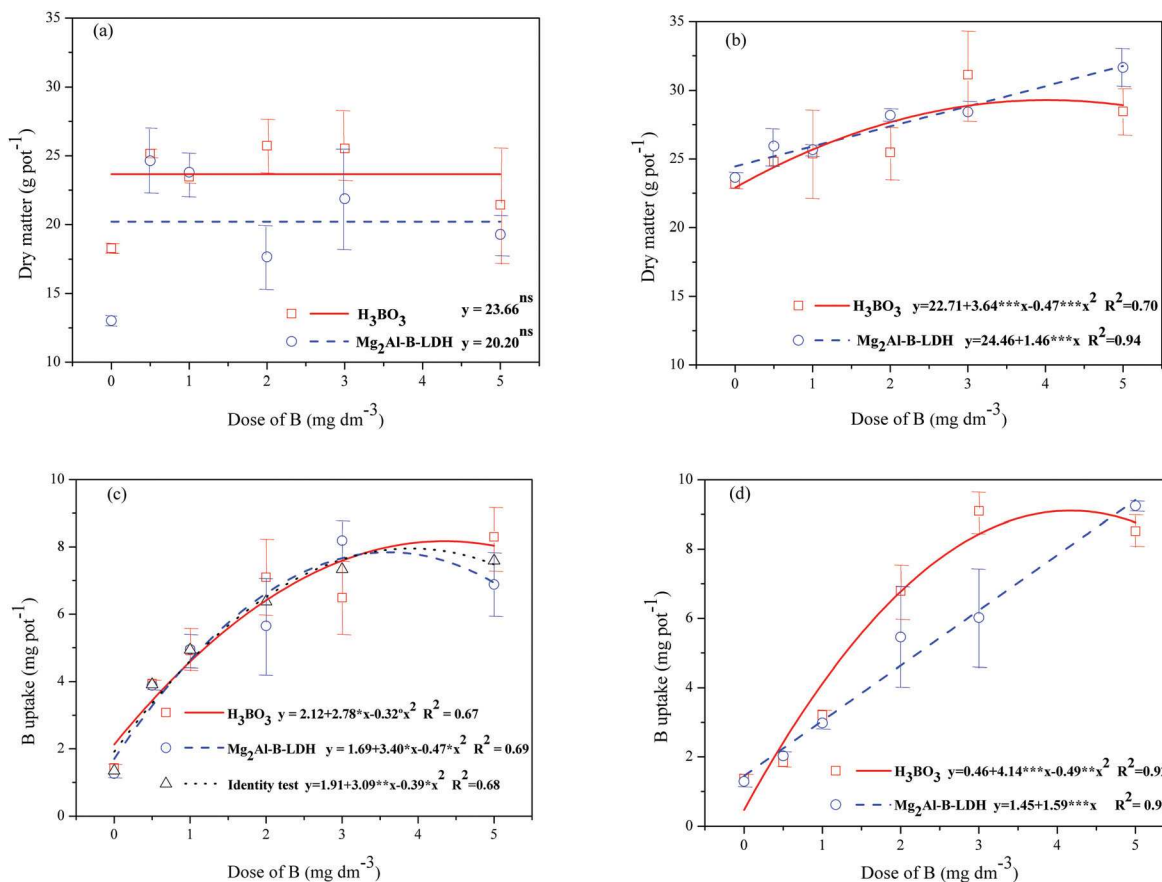 (a)
35
30
25
20
15
10
Dry matter (g pot-1)
H3BO3 y = 23.66ns
Mg2Al-B-LDH y = 20.20ns
0 1 2 3 4 5
Dose of B (mg dm-3)
(b)
35
30
25
20
15
10
Dry matter (g pot-1)
H3BO3 y=22.71+3.64***x-0.47***x2 R2=0.70
Mg2Al-B-LDH y=24.46+1.46***x R2=0.94
0 1 2 3 4 5
Dose of B (mg dm-3)
(c)
10
8
6
4
2
0
B uptake (mg pot-1)
H3BO3 y = 2.12+2.78*x-0.32ºx2 R2 = 0.67
Mg2Al-B-LDH y = 1.69+3.40*x-0.47*x2 R2 = 0.69
Identity test y=1.91+3.09**x-0.39*x2 R2 =0.68
0 1 2 3 4 5
Dose of B (mg dm-3)
(d)
10
8
6
4
2
0
B uptake (mg pot-1)
H3BO3 y=0.46+4.14***x-0.49**x2 R2=0.9
Mg2Al-B-LDH y=1.45+1.59***x R2= 0.9
0 1 2 3 4 5
Dose of B (mg dm-3)